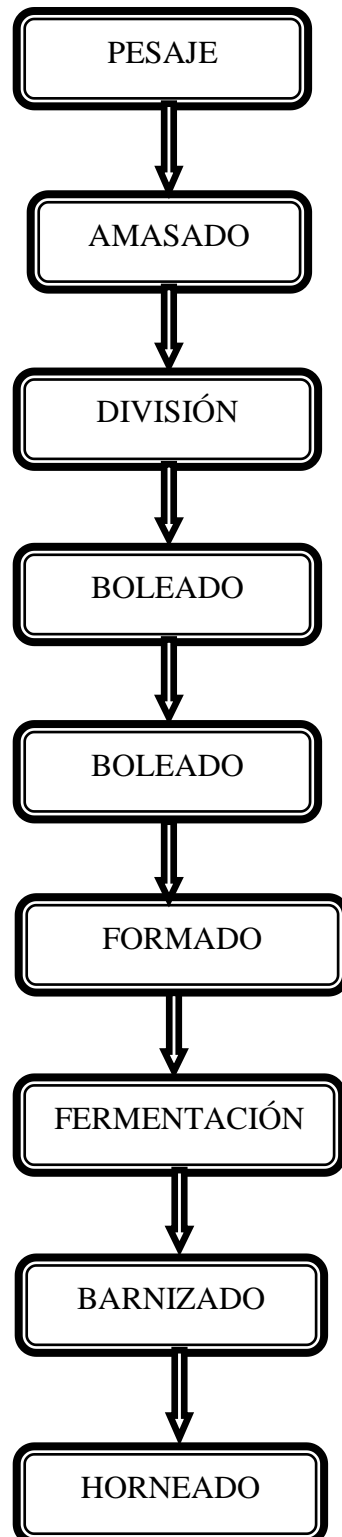 PESAJE
AMASADO
DIVISIÓN
BOLEADO
BOLEADO
FORMADO
FERMENTACIÓN
BARNIZADO
HORNEADO